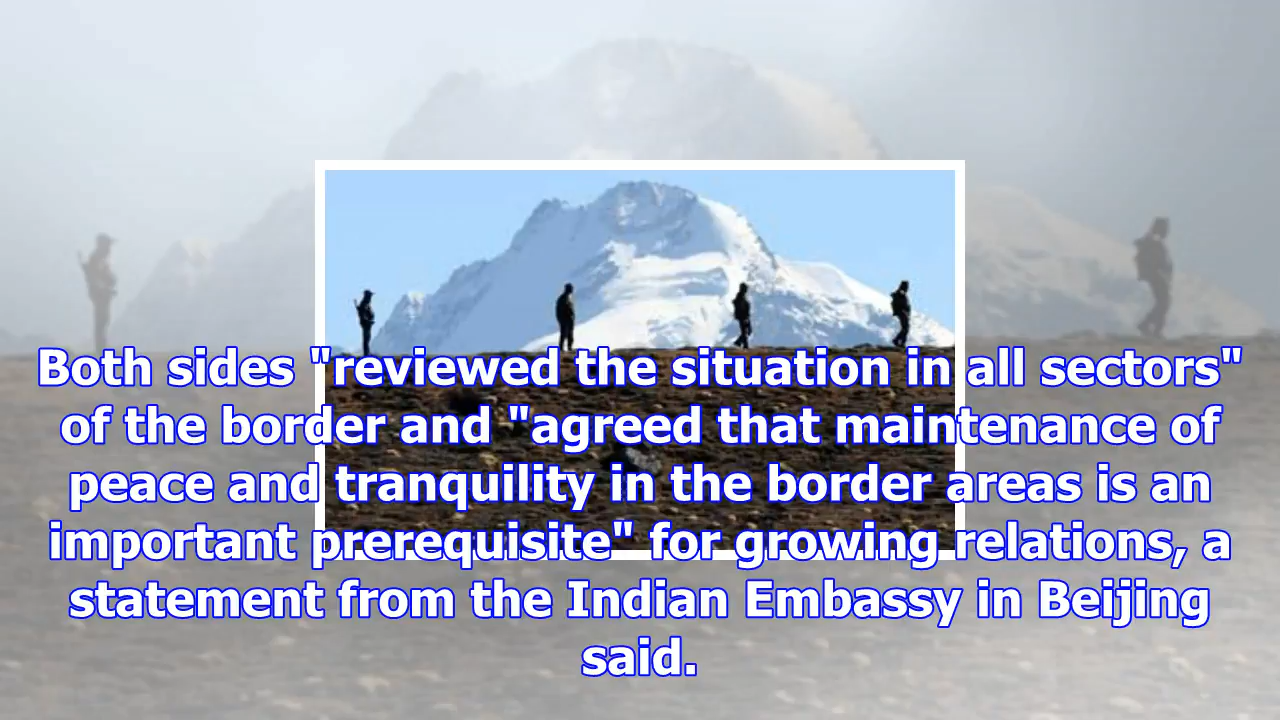 Both sides "reviewed the situation in all sectors"
of the border and "agreed that maintenance of
peace and tranquility in the border areas is an
important prerequisite" for growing relations, a
statement from the Indian Embassy in Beijing
said.